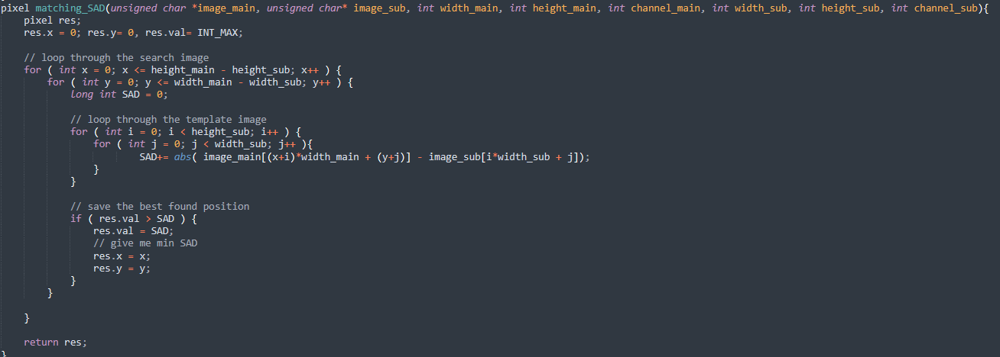 pixel matching_SAD(unsigned char *image_main, unsigned char* image_sub, int width_main, int height_main, int channel_main, int width_sub, int height_sub, int channel_sub){
    pixel res;
    res.x = 0; res.y= 0, res.val= INT_MAX;

    // loop through the search image
    for ( int x = 0; x <= height_main - height_sub; x++ ) {
        for ( int y = 0; y <= width_main - width_sub; y++ ) {
            long int SAD = 0;

            // loop through the template image
            for ( int i = 0; i < height_sub; i++ ) {
                for ( int j = 0; j < width_sub; j++ ){
                        SAD+= abs( image_main[(x+i)*width_main + (y+j)] - image_sub[i*width_sub + j]);
                }
            }

            // save the best found position
            if ( res.val > SAD ) {
                res.val = SAD;
                // give me min SAD
                res.x = x;
                res.y = y;
            }
        }

    }

    return res;
}